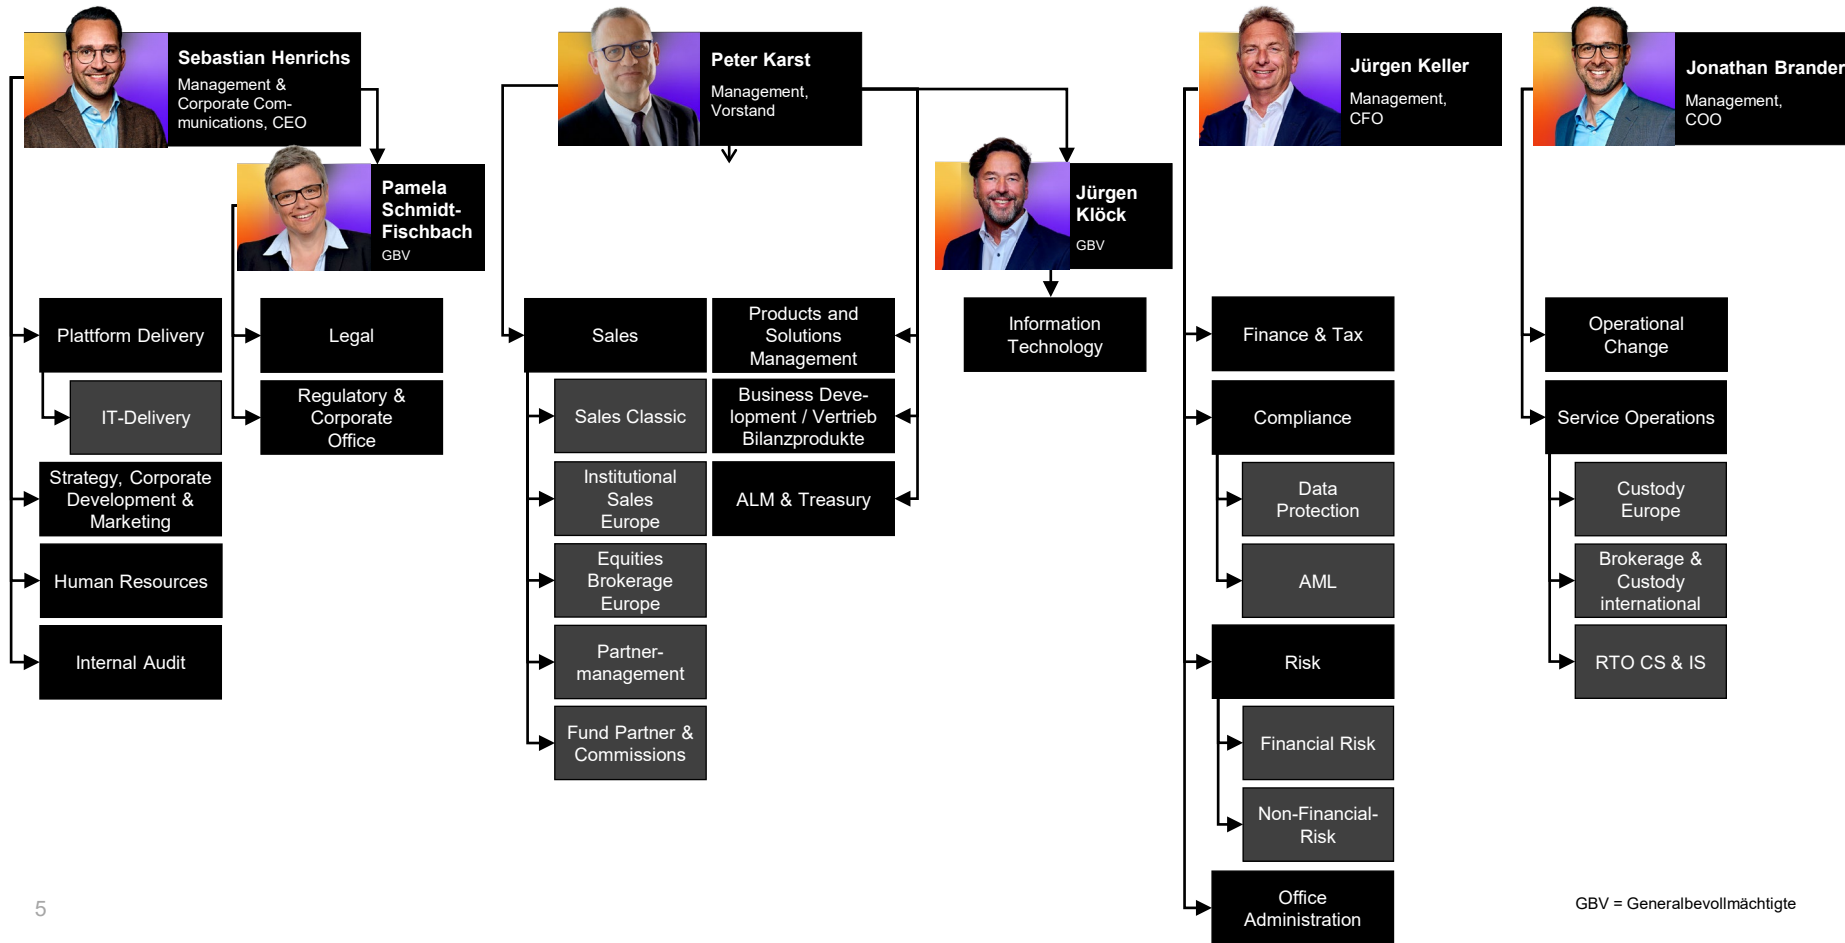 Sebastian Henrichs
Management &
Corporate Com-
munications, CEO
Pamela
Schmidt-
Fischbach
GBV
Plattform Delivery
IT-Delivery
Strategy, Corporate
Development &
Marketing
Human Resources
Internal Audit
Legal
Regulatory &
Corporate
Office
Peter Karst
Management,
Vorstand
Jürgen
Klöck
GBV
Sales
Sales Classic
Institutional
Sales
Europe
Equities
Brokerage
Europe
Partner-
management
Fund Partner &
Commissions
Products and
Solutions
Management
Business Deve-
lopment / Vertrieb
Bilanzprodukte
ALM & Treasury
Information
Technology
Jürgen Keller
Management,
CFO
Finance & Tax
Compliance
Data
Protection
AML
Risk
Financial Risk
Non-Financial-
Risk
Office
Administration
Jonathan Brander
Management,
COO
Operational
Change
Service Operations
Custody
Europe
Brokerage &
Custody
international
RTO CS & IS
5
GBV = Generalbevollmächtigte